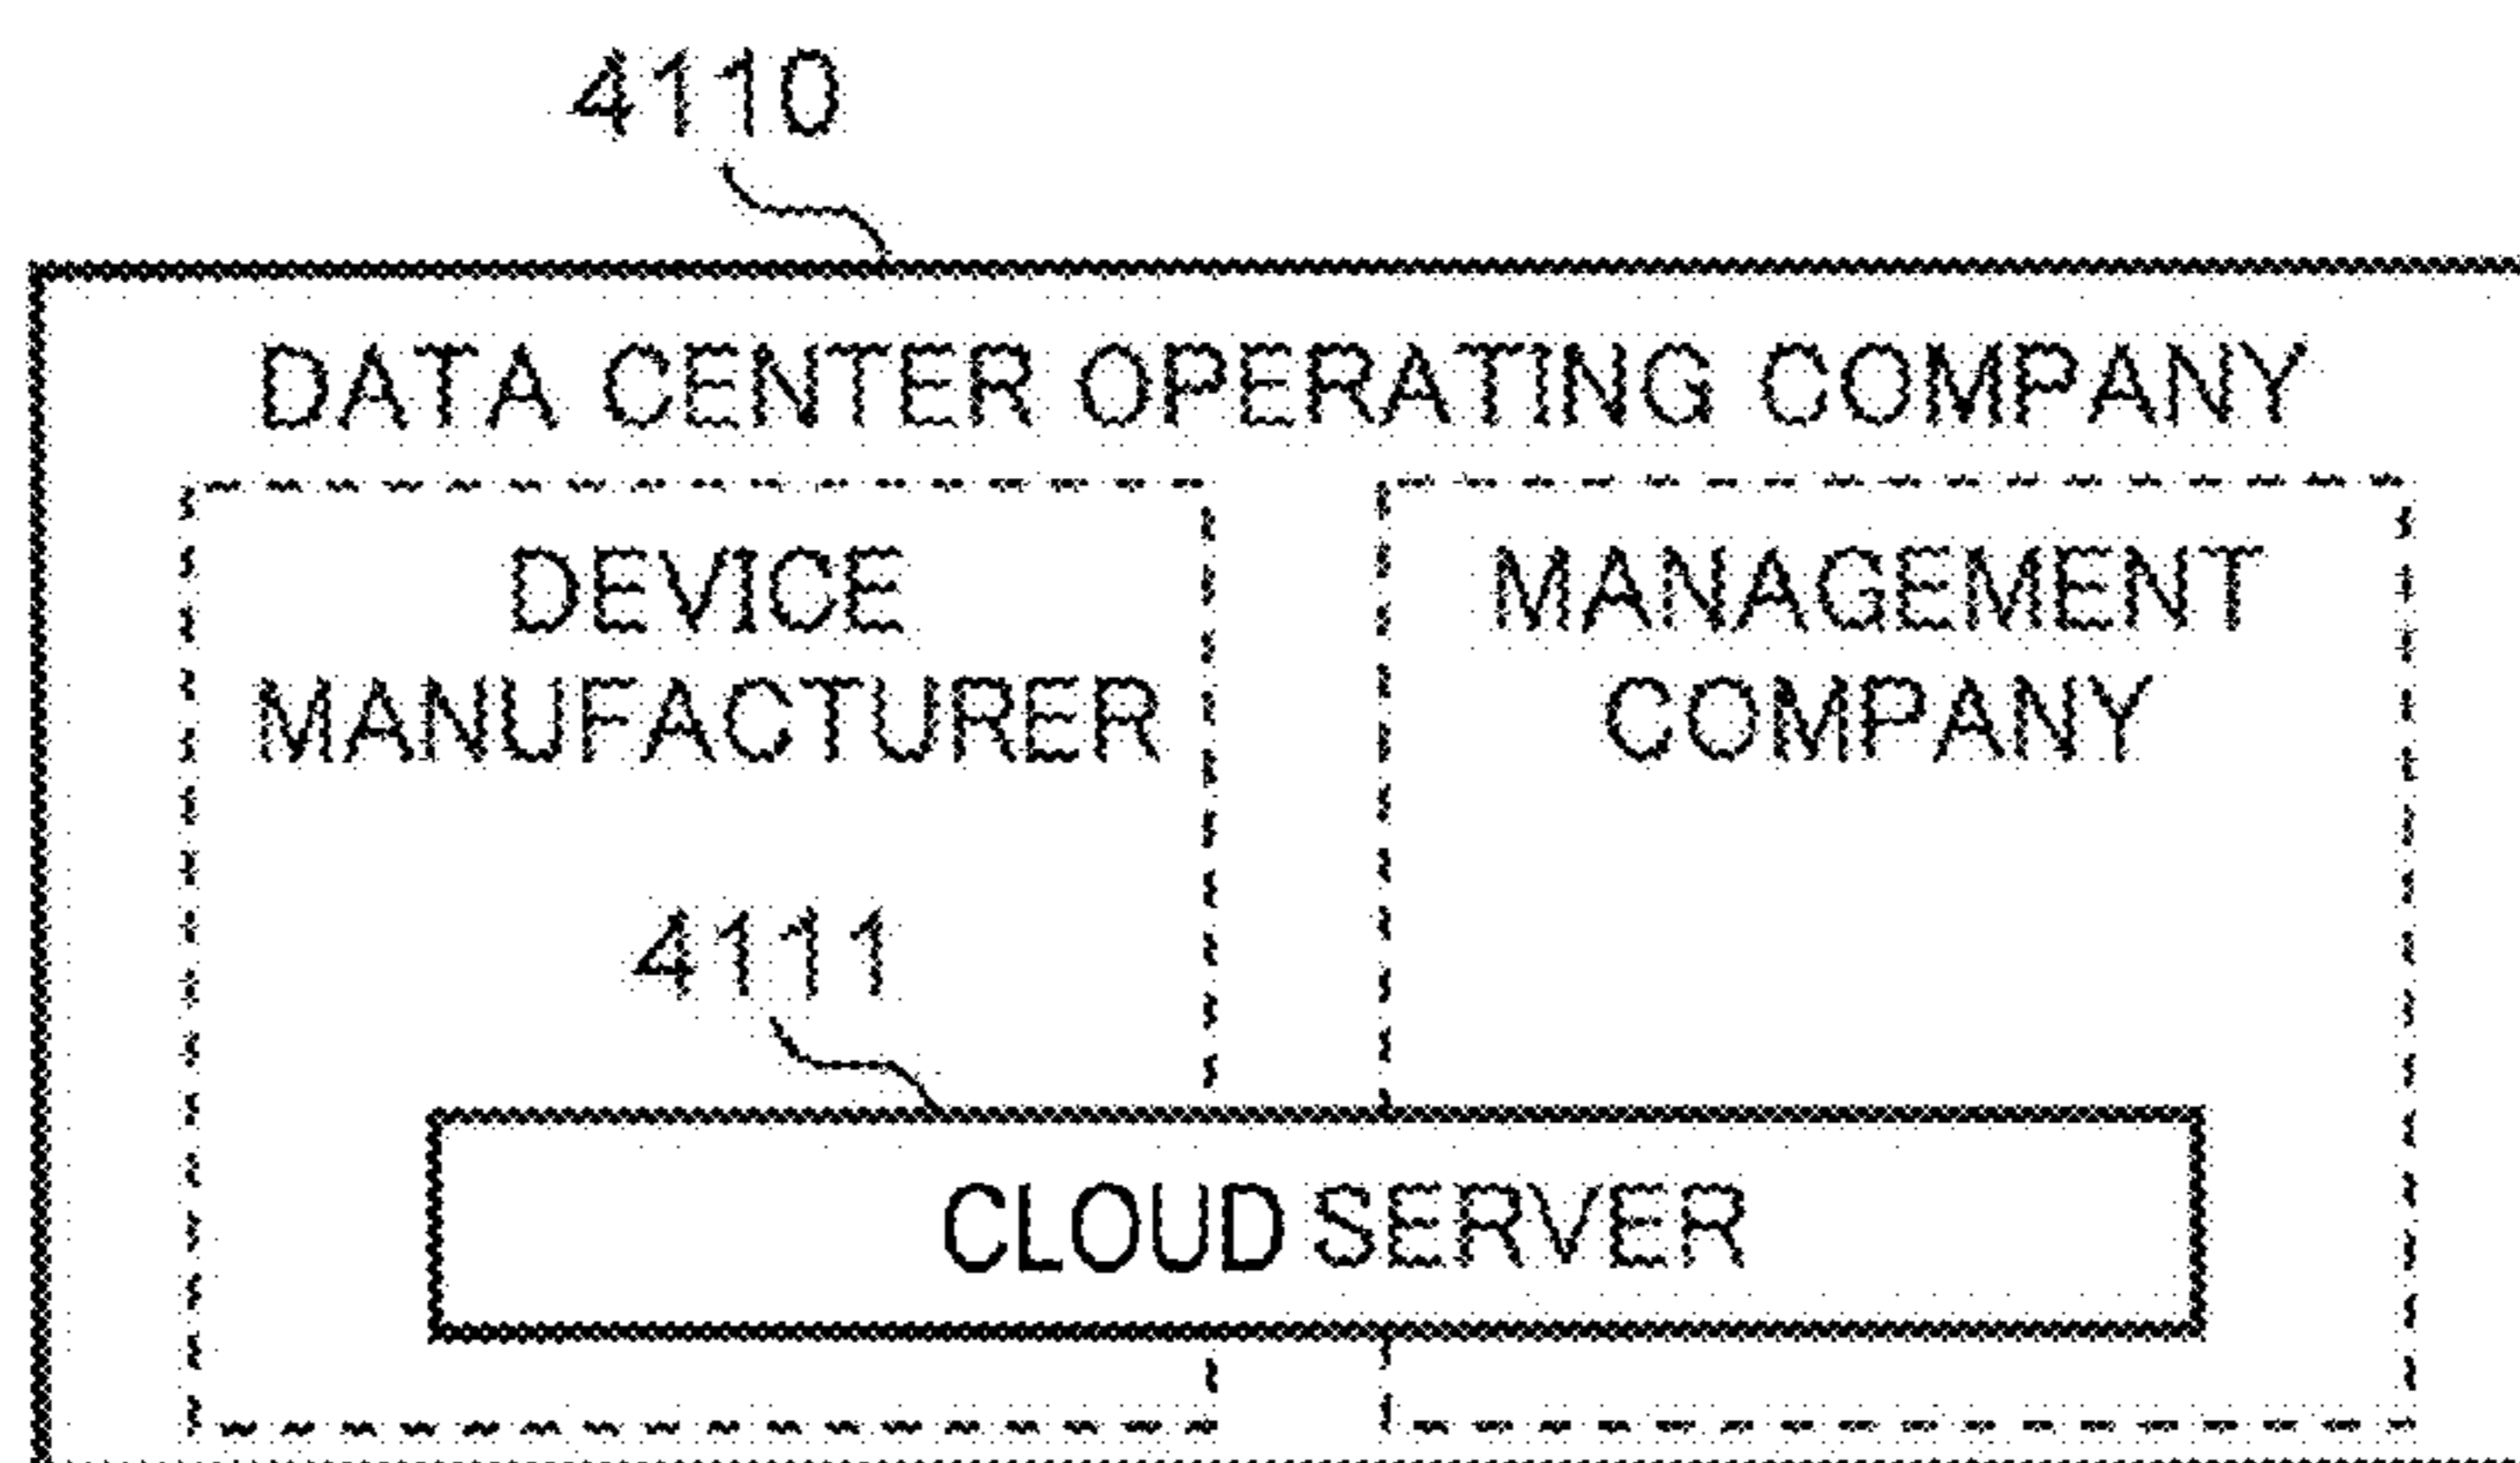 4110
DATA CENTER OPERATING COMPANY
DEVICE
MANUFACTURER
MANAGEMENT
COMPANY
4111
CLOUD SERVER